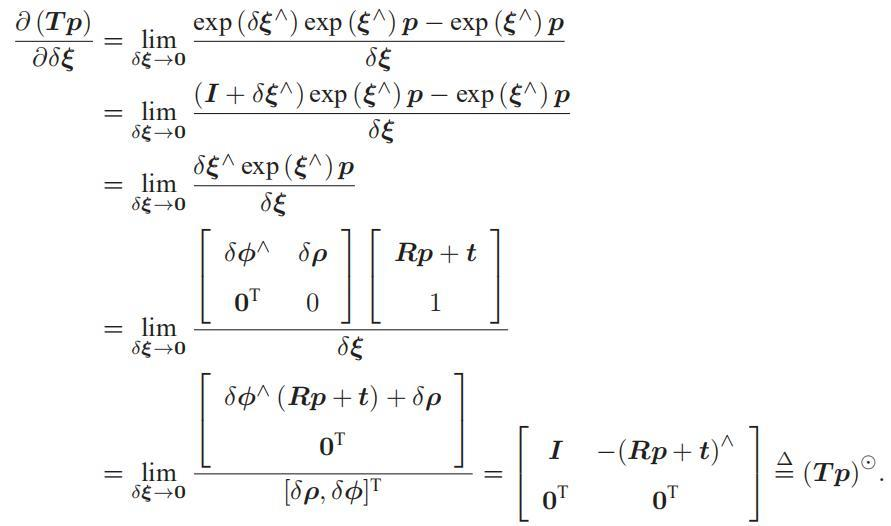 ∂(Tp)/∂δξ = lim_{δξ→0} (exp(δξ^∧) exp(ξ^∧) p − exp(ξ^∧) p) / δξ
= lim_{δξ→0} ((I + δξ^∧) exp(ξ^∧) p − exp(ξ^∧) p) / δξ
= lim_{δξ→0} (δξ^∧ exp(ξ^∧) p) / δξ
= lim_{δξ→0} ([δϕ^∧ δρ; 0^T 0] [Rp + t; 1]) / δξ
= lim_{δξ→0} [δϕ^∧ (Rp + t) + δρ; 0^T] / [δρ, δϕ]^T = [I −(Rp + t)^∧; 0^T 0^T] ≜ (Tp)^⊙.